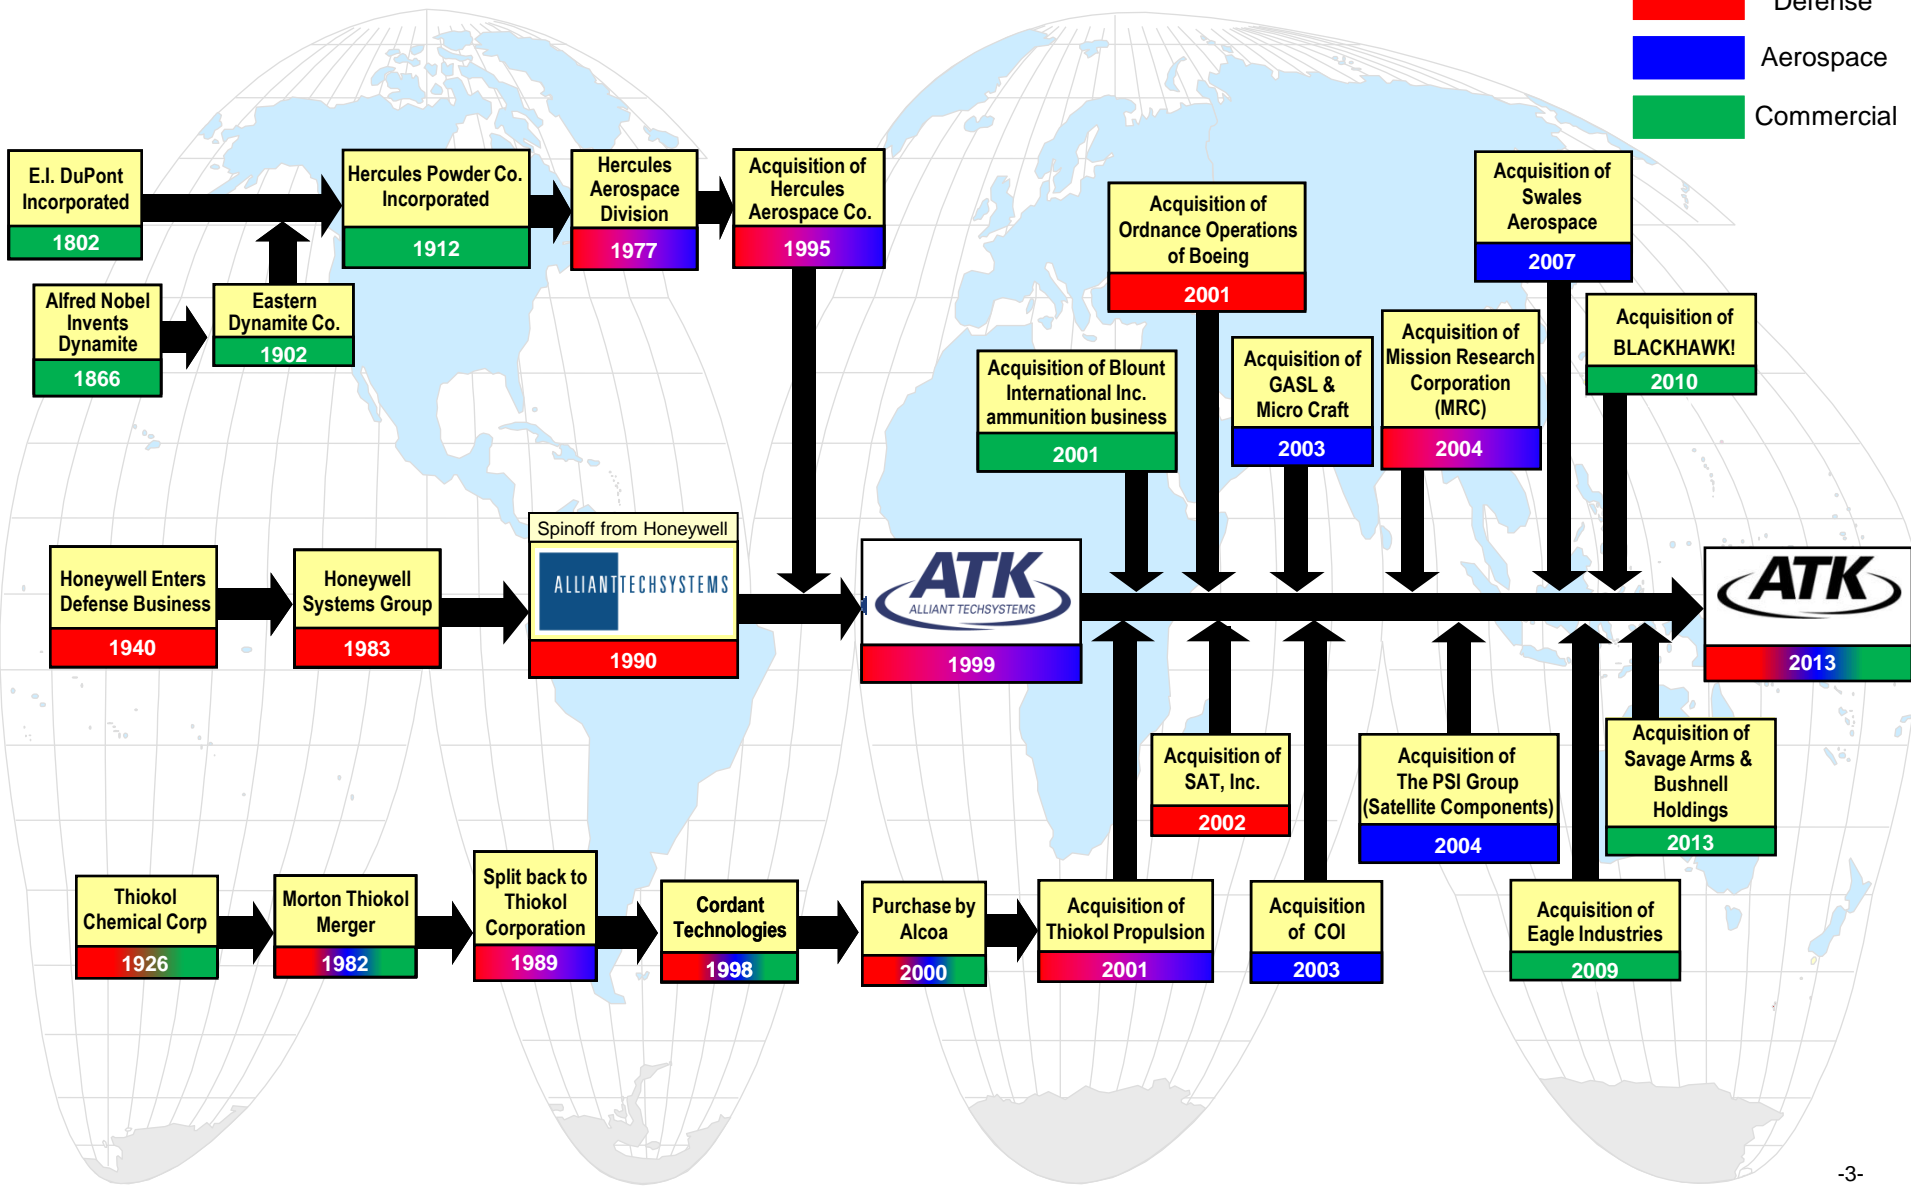 Defense
Aerospace
Commercial
E.I. DuPont
Incorporated
1802
Hercules Powder Co.
Incorporated
1912
Hercules
Aerospace
Division
1977
Acquisition of
Hercules
Aerospace Co.
1995
Alfred Nobel
Invents
Dynamite
1866
Eastern
Dynamite Co.
1902
Acquisition of
Ordnance Operations
of Boeing
2001
Acquisition of
Swales
Aerospace
2007
Acquisition of Blount
International Inc.
ammunition business
2001
Acquisition of
GASL &
Micro Craft
2003
Acquisition of
Mission Research
Corporation
(MRC)
2004
Acquisition of
BLACKHAWK!
2010
Honeywell Enters
Defense Business
1940
Honeywell
Systems Group
1983
Spinoff from Honeywell
ALLIANTTECHSYSTEMS
1990
ATK
ALLIANT TECHSYSTEMS
1999
ATK
2013
Acquisition of
SAT, Inc.
2002
Acquisition of
The PSI Group
(Satellite Components)
2004
Acquisition of
Savage Arms &
Bushnell
Holdings
2013
Thiokol
Chemical Corp
1926
Morton Thiokol
Merger
1982
Split back to
Thiokol
Corporation
1989
Cordant
Technologies
1998
Purchase by
Alcoa
2000
Acquisition of
Thiokol Propulsion
2001
Acquisition
of COI
2003
Acquisition of
Eagle Industries
2009
-3-